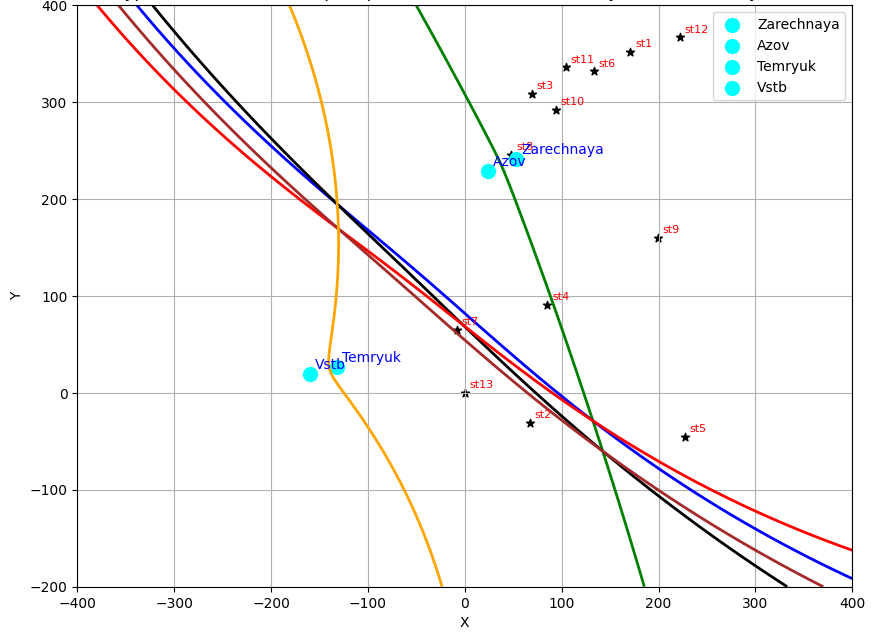 400
300
200
100
0
−100
−200
−400
−300
−200
−100
0
100
200
300
400
X
Y
Zarechnaya
Azov
Temryuk
Vstb
st12
st1
st11
st6
st3
st10
Zarechnaya
Azov
st9
st4
st7
Temryuk
Vstb
st13
st2
st5